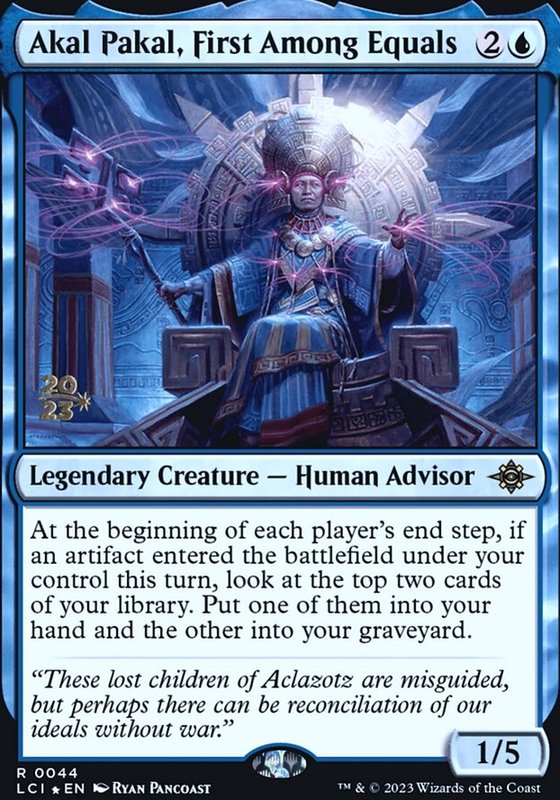 Akal Pakal, First Among Equals 2
20
23
Legendary Creature — Human Advisor
At the beginning of each player's end step, if
an artifact entered the battlefield under your
control this turn, look at the top two cards
of your library. Put one of them into your
hand and the other into your graveyard.
“These lost children of Aclazotz are misguided,
but perhaps there can be reconciliation of our
ideals without war.”
1/5
R 0044
LCI ★ EN Ryan Pancoast
™ & © 2023 Wizards of the Coast